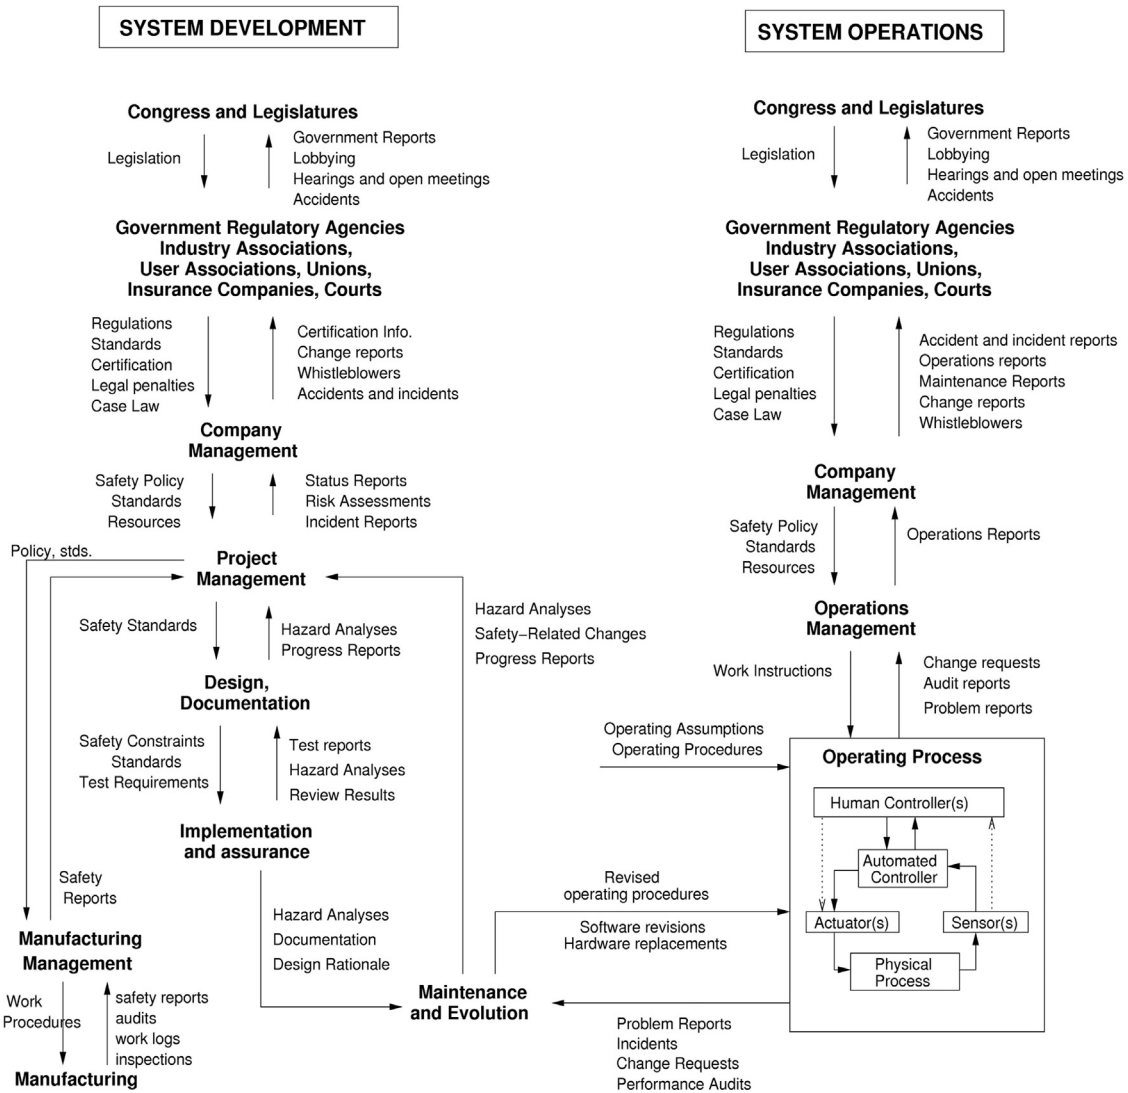 SYSTEM DEVELOPMENT
Congress and Legislatures
Legislation
Government Reports
Lobbying
Hearings and open meetings
Accidents
Government Regulatory Agencies
Industry Associations,
User Associations, Unions,
Insurance Companies, Courts
Regulations
Standards
Certification
Legal penalties
Case Law
Certification Info.
Change reports
Whistleblowers
Accidents and incidents
Company
Management
Safety Policy
Standards
Resources
Status Reports
Risk Assessments
Incident Reports
Policy, stds.
Project
Management
Safety Standards
Hazard Analyses
Progress Reports
Hazard Analyses
Safety-Related Changes
Progress Reports
Design,
Documentation
Safety Constraints
Standards
Test Requirements
Test reports
Hazard Analyses
Review Results
Implementation
and assurance
Safety
Reports
Hazard Analyses
Documentation
Design Rationale
Manufacturing
Management
Work
Procedures
safety reports
audits
work logs
inspections
Manufacturing
Maintenance
and Evolution
SYSTEM OPERATIONS
Congress and Legislatures
Legislation
Government Reports
Lobbying
Hearings and open meetings
Accidents
Government Regulatory Agencies
Industry Associations,
User Associations, Unions,
Insurance Companies, Courts
Regulations
Standards
Certification
Legal penalties
Case Law
Accident and incident reports
Operations reports
Maintenance Reports
Change reports
Whistleblowers
Company
Management
Safety Policy
Standards
Resources
Operations Reports
Operations
Management
Work Instructions
Change requests
Audit reports
Problem reports
Operating Assumptions
Operating Procedures
Operating Process
Human Controller(s)
Automated
Controller
Actuator(s)
Sensor(s)
Physical
Process
Revised
operating procedures
Software revisions
Hardware replacements
Problem Reports
Incidents
Change Requests
Performance Audits